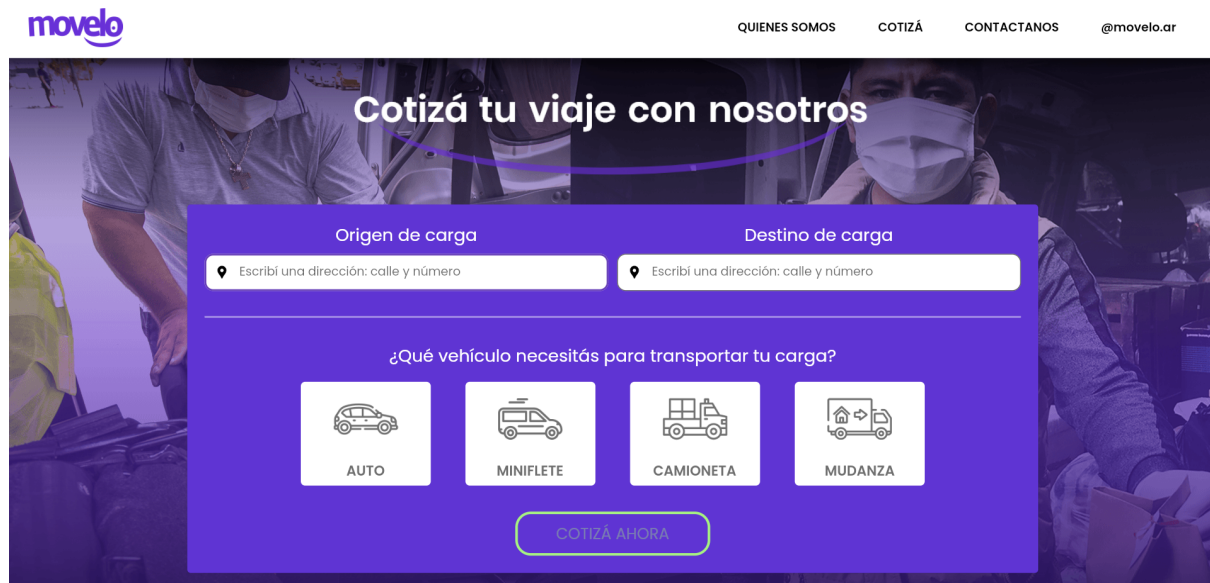 movelo
QUIENES SOMOS COTIZÁ CONTACTANOS @movelo.ar
Cotizá tu viaje con nosotros
Origen de carga Destino de carga
Escribí una dirección: calle y número Escribí una dirección: calle y número
¿Qué vehículo necesitás para transportar tu carga?
AUTO MINIFLETE CAMIONETA MUDANZA
COTIZÁ AHORA